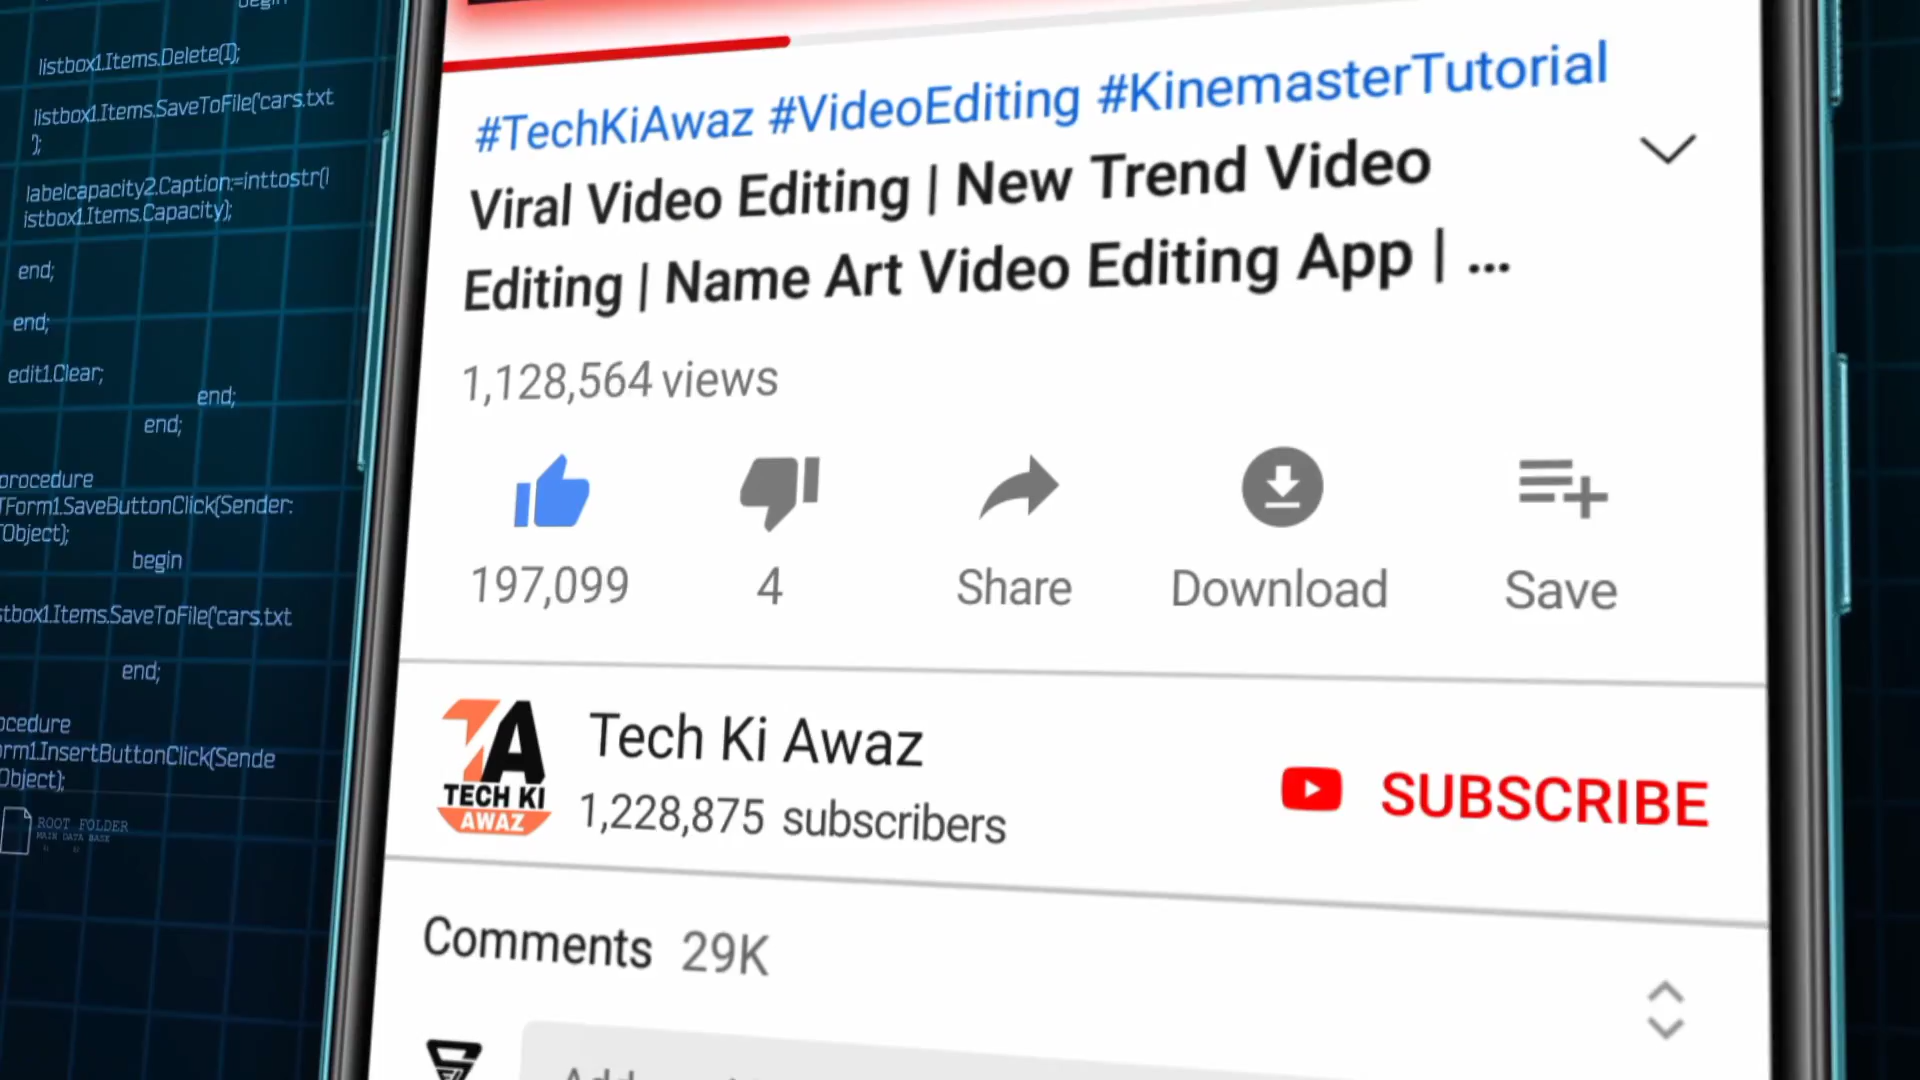 begin
listbox1.Items.Delete(I);
listbox1.Items.SaveToFile('cars.txt
');
labelcapacity2.Caption:=inttostr(l
istbox1.Items.Capacity);
end;
end;
edit1.Clear;
end;
end;
procedure
TForm1.SaveButtonClick(Sender:
TObject);
begin
stbox1.Items.SaveToFile('cars.txt
end;
ocedure
orm1.InsertButtonClick(Sende
Object);
ROOT FOLDER
MAIN DATA BASE
#TechKiAwaz #VideoEditing #KinemasterTutorial
Viral Video Editing | New Trend Video
Editing | Name Art Video Editing App | ...
1,128,564 views
197,099
4
Share
Download
Save
TA
TECH KI
AWAZ
Tech Ki Awaz
1,228,875 subscribers
SUBSCRIBE
Comments 29K